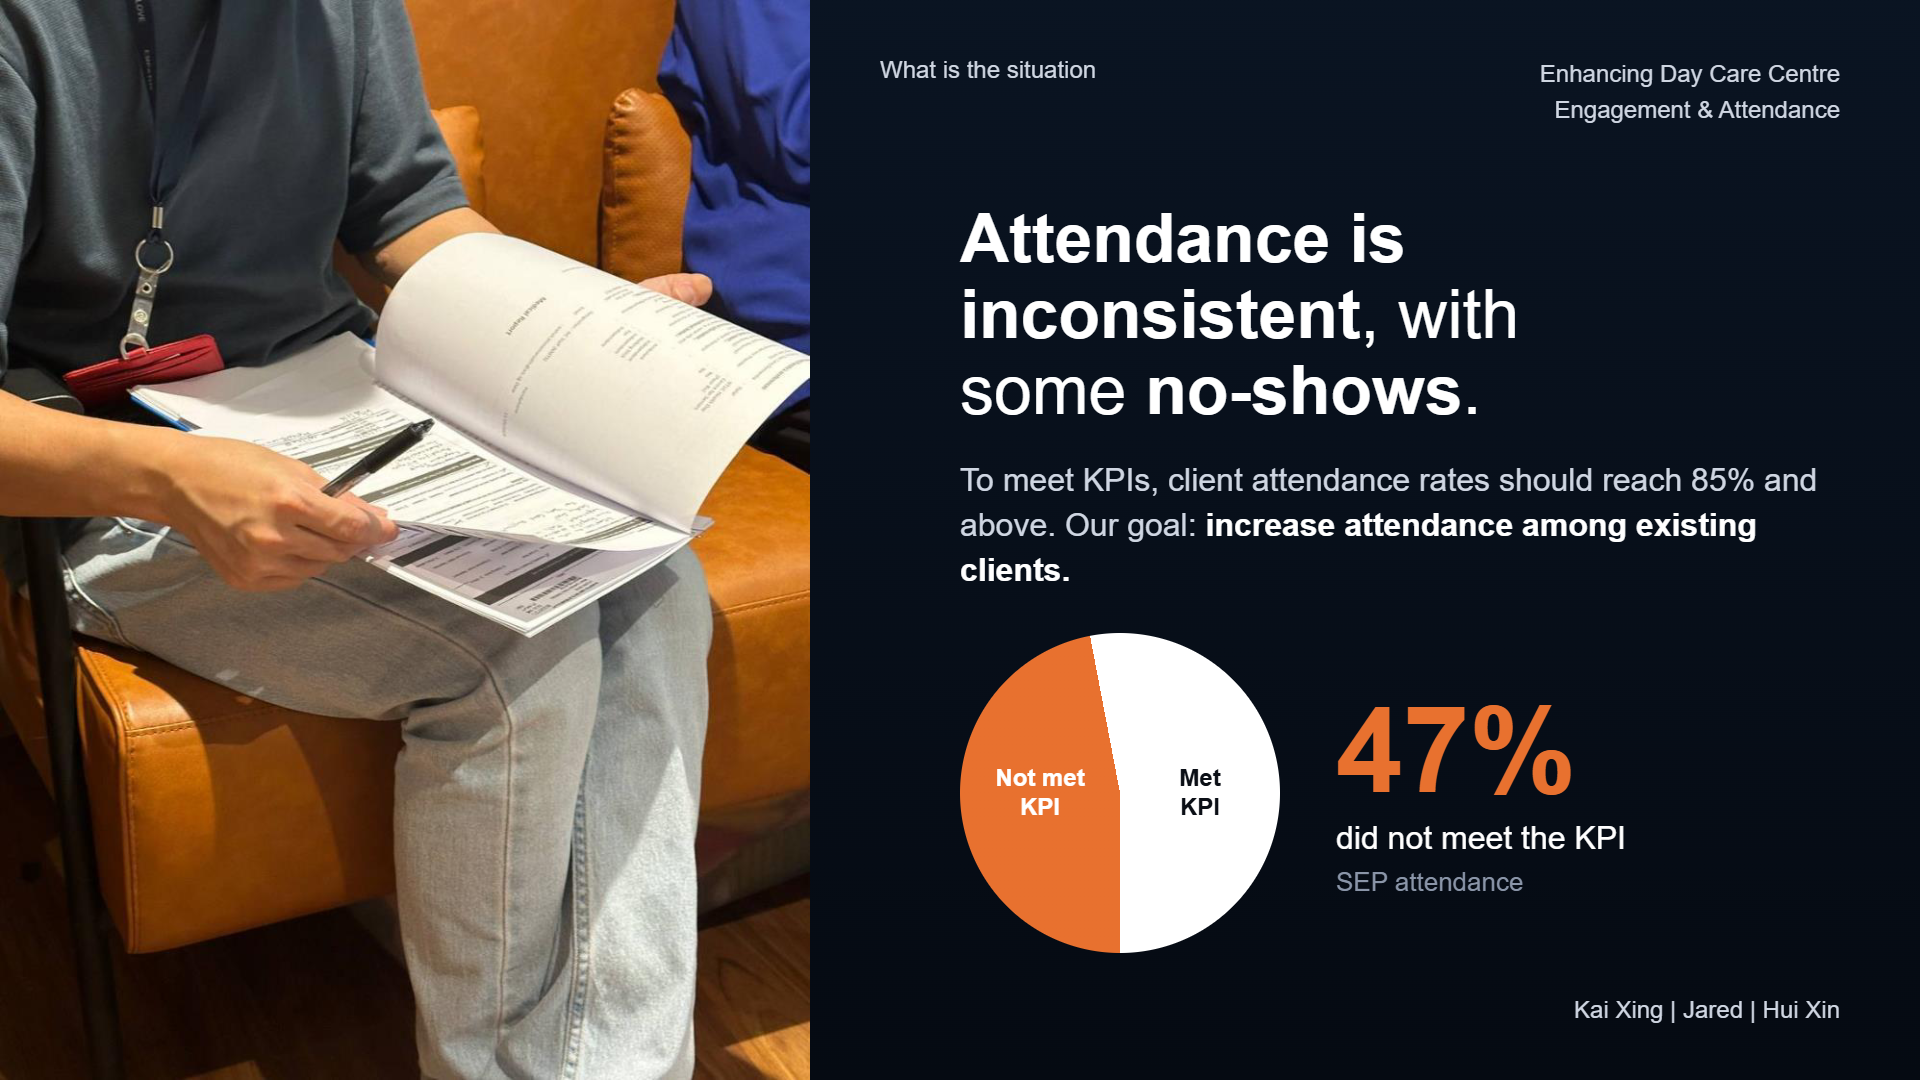 What is the situation
Enhancing Day Care Centre
Engagement & Attendance
Attendance is
inconsistent, with
some no-shows.
To meet KPIs, client attendance rates should reach 85% and
above. Our goal: increase attendance among existing
clients.
Not met
KPI
Met
KPI
47%
did not meet the KPI
SEP attendance
Kai Xing | Jared | Hui Xin
Medical Report